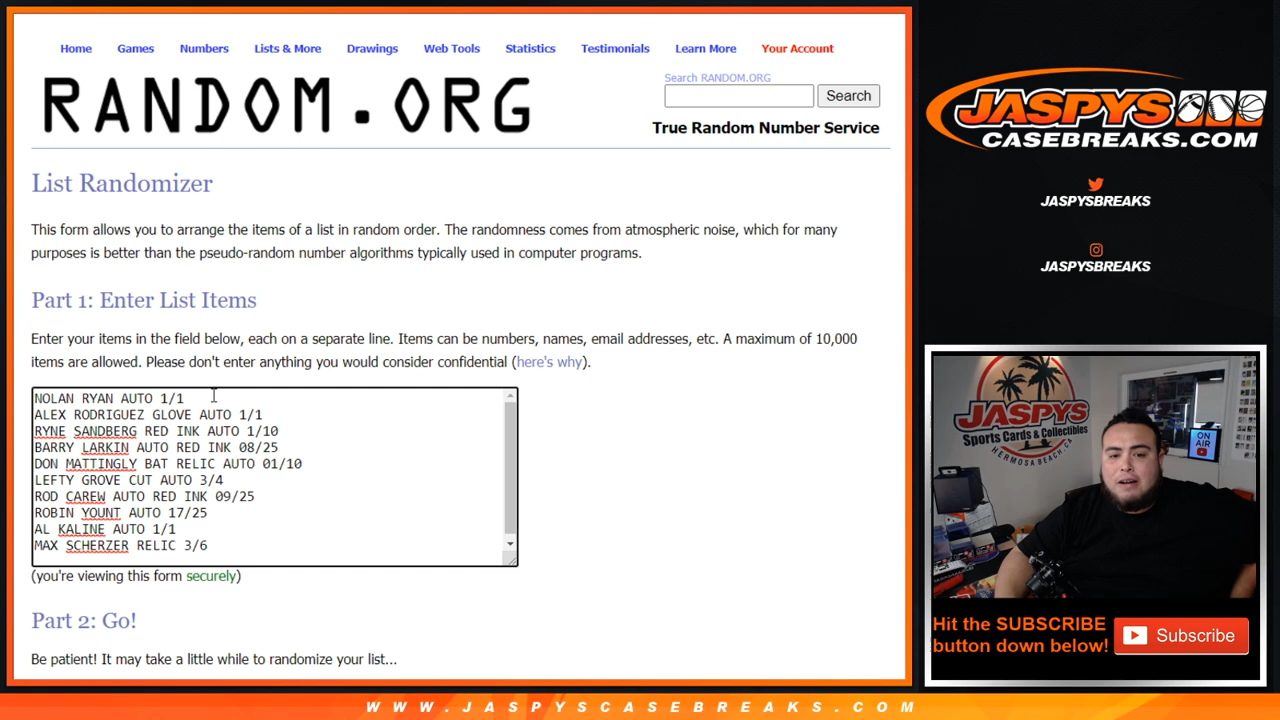 Home Games Numbers Lists & More Drawings Web Tools Statistics Testimonials Learn More Your Account
RANDOM.ORG
Search RANDOM.ORG
Search
True Random Number Service
List Randomizer
This form allows you to arrange the items of a list in random order. The randomness comes from atmospheric noise, which for many
purposes is better than the pseudo-random number algorithms typically used in computer programs.
Part 1: Enter List Items
Enter your items in the field below, each on a separate line. Items can be numbers, names, email addresses, etc. A maximum of 10,000
items are allowed. Please don't enter anything you would consider confidential (here's why).
NOLAN RYAN AUTO 1/1
ALEX RODRIGUEZ GLOVE AUTO 1/1
RYNE SANDBERG RED INK AUTO 1/10
BARRY LARKIN AUTO RED INK 08/25
DON MATTINGLY BAT RELIC AUTO 01/10
LEFTY GROVE CUT AUTO 3/4
ROD CAREW AUTO RED INK 09/25
ROBIN YOUNT AUTO 17/25
AL KALINE AUTO 1/1
MAX SCHERZER RELIC 3/6
(you're viewing this form securely)
Part 2: Go!
Be patient! It may take a little while to randomize your list...
JASPYS
CASEBREAKS.COM
JASPYSBREAKS
JASPYSBREAKS
JASPYS
Sports Cards & Collectibles
HERMOSA BEACH, CA
ON
AIR
Hit the SUBSCRIBE
button down below!
Subscribe
WWW.JASPYSCASEBREAKS.COM